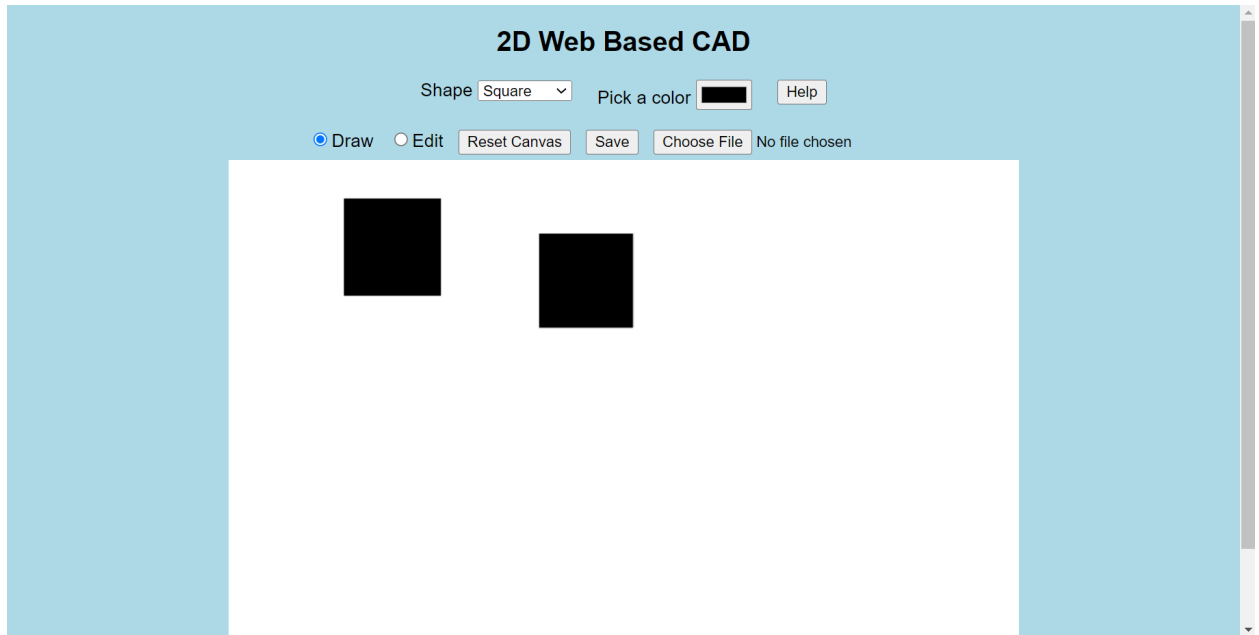 2D Web Based CAD
Shape Square Pick a color Help
Draw Edit Reset Canvas Save Choose File No file chosen